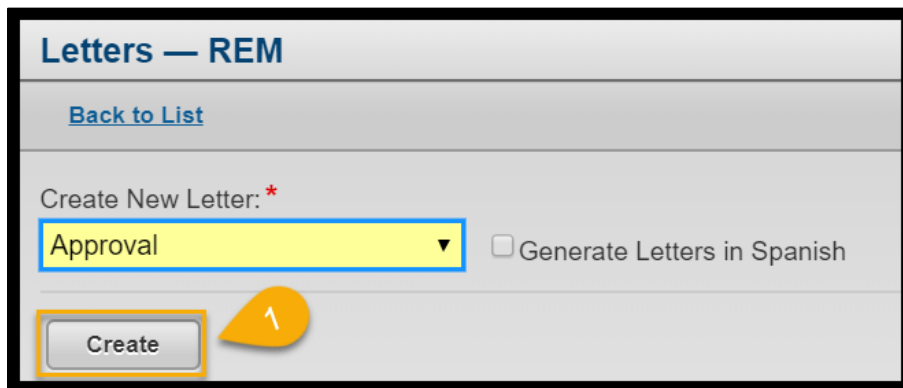 Letters — REM
Back to List
Create New Letter: *
Approval
Generate Letters in Spanish
Create
1